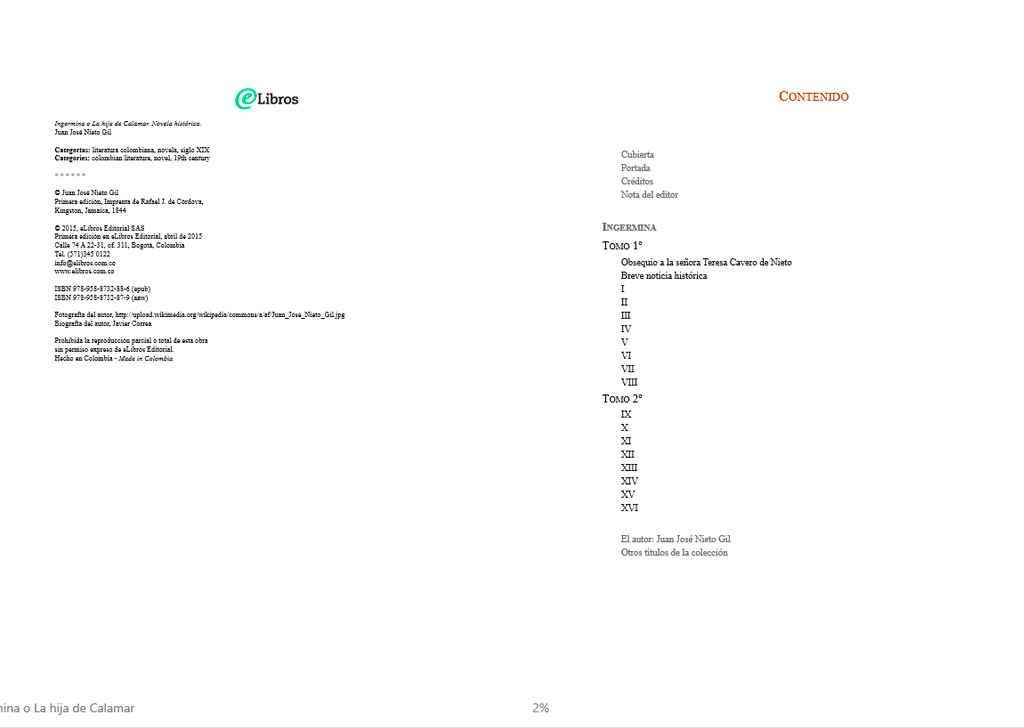 eLibros
Ingermina o La hija de Calamar. Novela histórica.
Juan José Nieto Gil
Categorías: literatura colombiana, novela, siglo XIX
Categories: colombian literature, novel, 19th century
* * * * * *
© Juan José Nieto Gil
Primera edición, Imprenta de Rafael J. de Córdova,
Kingston, Jamaica, 1844
© 2015, eLibros Editorial SAS
Primera edición en eLibros Editorial, abril de 2015
Calle 74 A 22-31, of. 311, Bogotá, Colombia
Tel. (571)345 0122
info@elibros.com.co
www.elibros.com.co
ISBN 978-958-8732-88-6 (epub)
ISBN 978-958-8732-87-9 (azw)
Fotografía del autor, http://upload.wikimedia.org/wikipedia/commons/a/af/Juan_Jose_Nieto_Gil.jpg
Biografía del autor, Javier Correa
Prohibida la reproducción parcial o total de esta obra
sin permiso expreso de eLibros Editorial.
Hecho en Colombia - Made in Colombia
CONTENIDO
Cubierta
Portada
Créditos
Nota del editor
INGERMINA
TOMO 1°
Obsequio a la señora Teresa Cavero de Nieto
Breve noticia histórica
I
II
III
IV
V
VI
VII
VIII
TOMO 2°
IX
X
XI
XII
XIII
XIV
XV
XVI
El autor: Juan José Nieto Gil
Otros títulos de la colección
mina o La hija de Calamar
2%